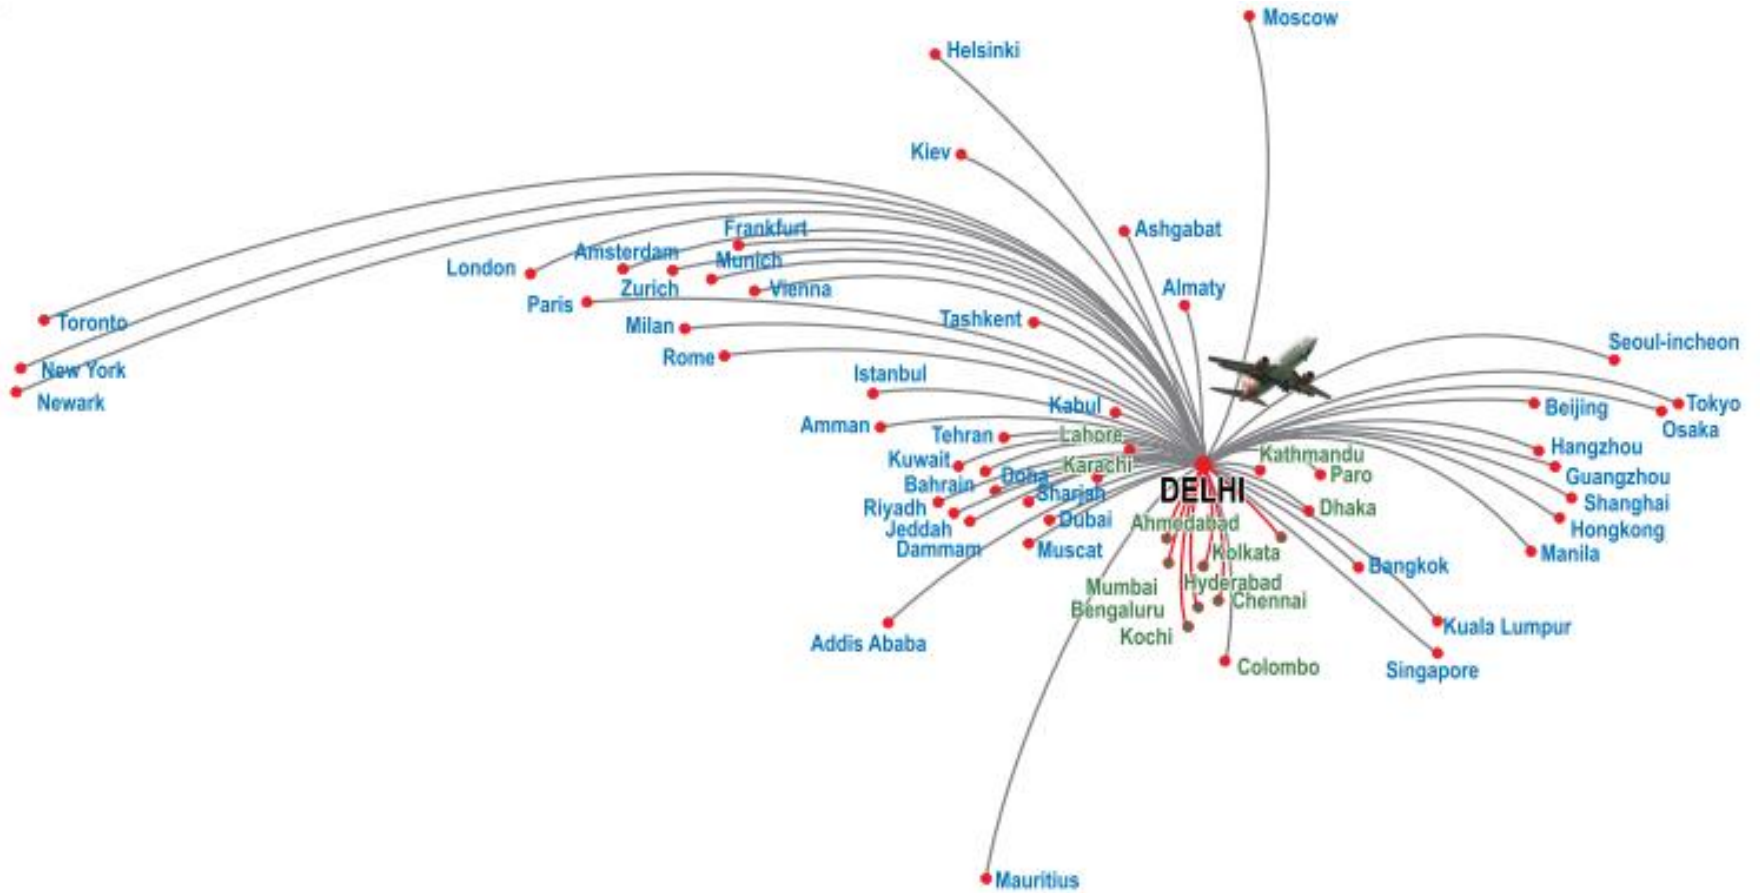 Moscow
Helsinki
Kiev
Ashgabat
Frankfurt
Amsterdam
Munich
London
Zurich
Vienna
Almaty
Paris
Toronto
Milan
Tashkent
Seoul-incheon
Rome
New York
Istanbul
Newark
Kabul
Beijing
Tokyo
Amman
Tehran
Lahore
Osaka
Hangzhou
Kuwait
Karachi
Kathmandu
Bahrain
Doha
Paro
Guangzhou
DELHI
Sharjah
Shanghai
Riyadh
Dhaka
Jeddah
Dubai
Ahmedabad
Hongkong
Dammam
Muscat
Kolkata
Manila
Bangkok
Mumbai
Hyderabad
Chennai
Bengaluru
Kochi
Kuala Lumpur
Addis Ababa
Colombo
Singapore
Mauritius